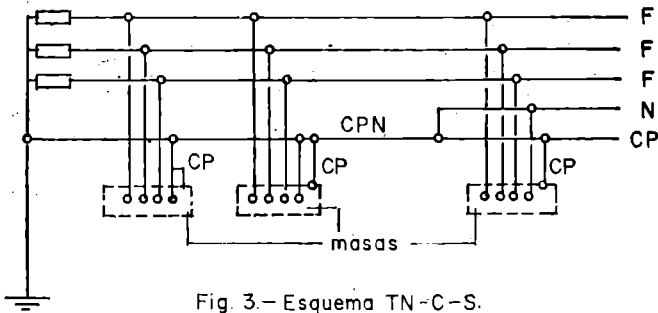 F
F
F
N
CPN
CP
CP
CP
CP
masas
Fig. 3.- Esquema TN-C-S.